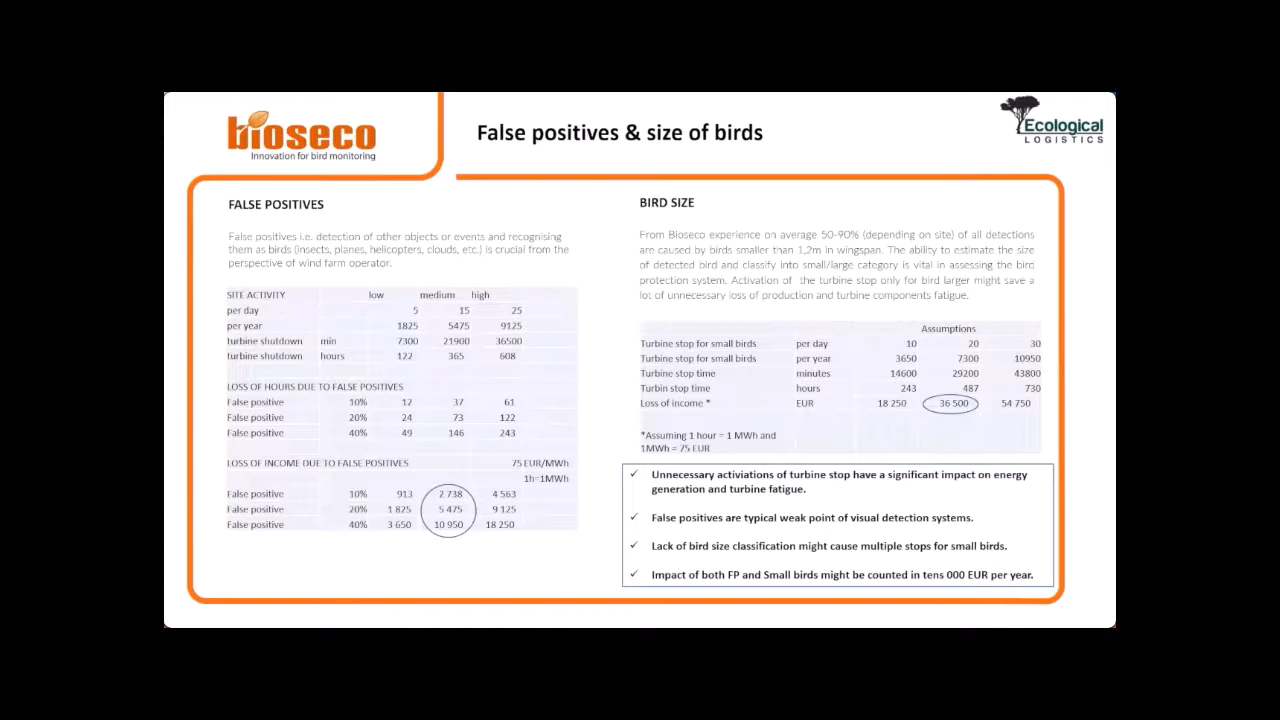 bioseco
Innovation for bird monitoring
False positives & size of birds
Ecological
LOGISTICS
FALSE POSITIVES
False positives i.e. detection of other objects or events and recognising
them as birds (insects, planes, helicopters, clouds, etc.) is crucial from the
perspective of wind farm operator.
SITE ACTIVITY low medium high
per day 5 15 25
per year 1825 5475 9125
turbine shutdown min 7300 21900 36500
turbine shutdown hours 122 365 608
LOSS OF HOURS DUE TO FALSE POSITIVES
False positive 10% 12 37 61
False positive 20% 24 73 122
False positive 40% 49 146 243
LOSS OF INCOME DUE TO FALSE POSITIVES 75 EUR/MWh
1h=1MWh
False positive 10% 913 2 738 4 563
False positive 20% 1 825 5 475 9 125
False positive 40% 3 650 10 950 18 250
BIRD SIZE
From Bioseco experience on average 50-90% (depending on site) of all detections
are caused by birds smaller than 1,2m in wingspan. The ability to estimate the size
of detected bird and classify into small/large category is vital in assessing the bird
protection system. Activation of the turbine stop only for bird larger might save a
lot of unnecessary loss of production and turbine components fatigue.
Assumptions
Turbine stop for small birds per day 10 20 30
Turbine stop for small birds per year 3650 7300 10950
Turbine stop time minutes 14600 29200 43800
Turbin stop time hours 243 487 730
Loss of income * EUR 18 250 36 500 54 750
*Assuming 1 hour = 1 MWh and
1MWh = 75 EUR
✓ Unnecessary activiations of turbine stop have a significant impact on energy
generation and turbine fatigue.
✓ False positives are typical weak point of visual detection systems.
✓ Lack of bird size classification might cause multiple stops for small birds.
✓ Impact of both FP and Small birds might be counted in tens 000 EUR per year.